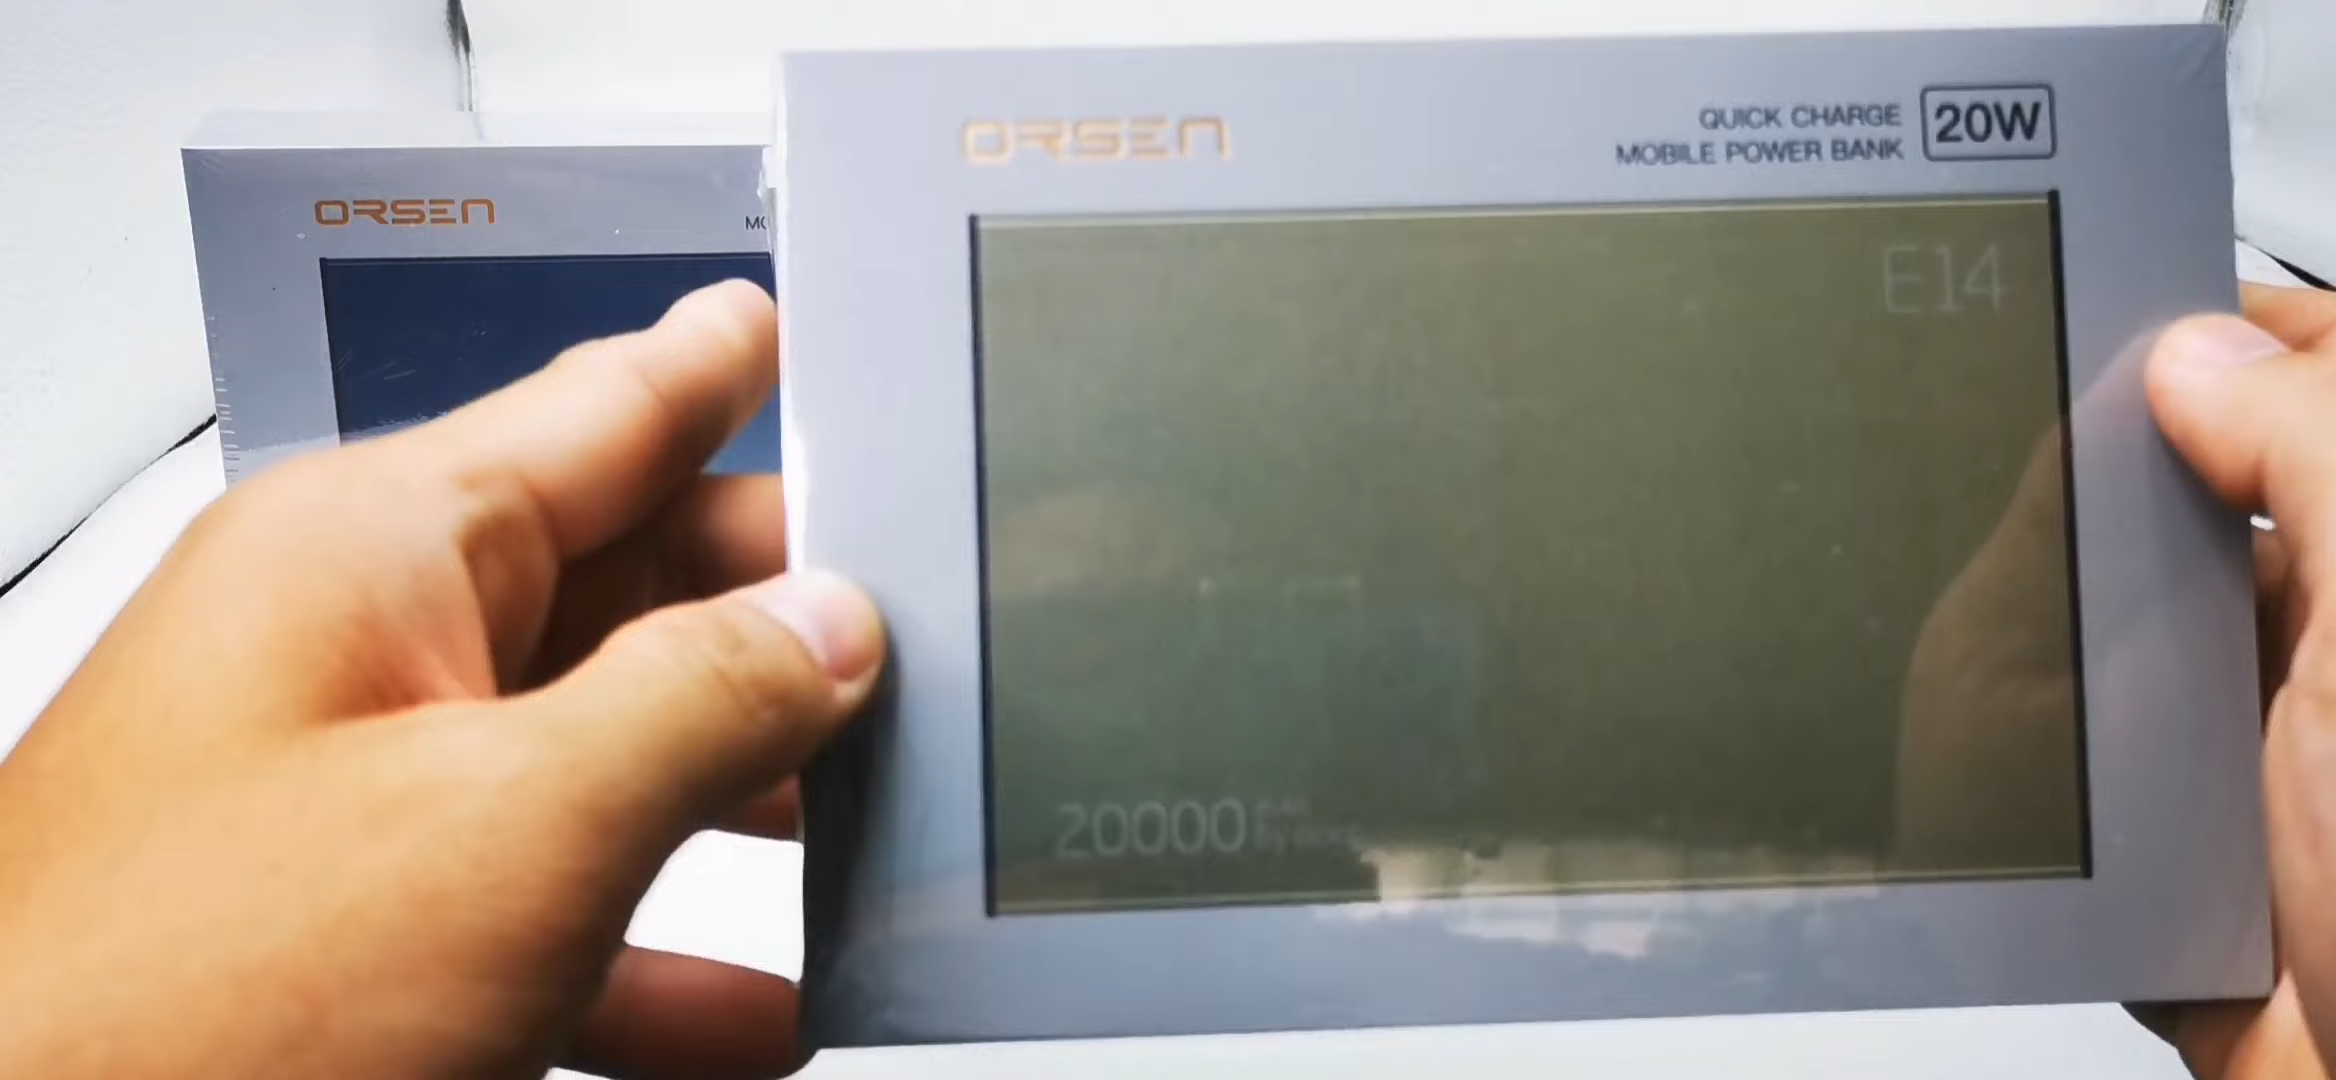 ORSEN
ORSEN
QUICK CHARGE
MOBILE POWER BANK
20W
E14
20000